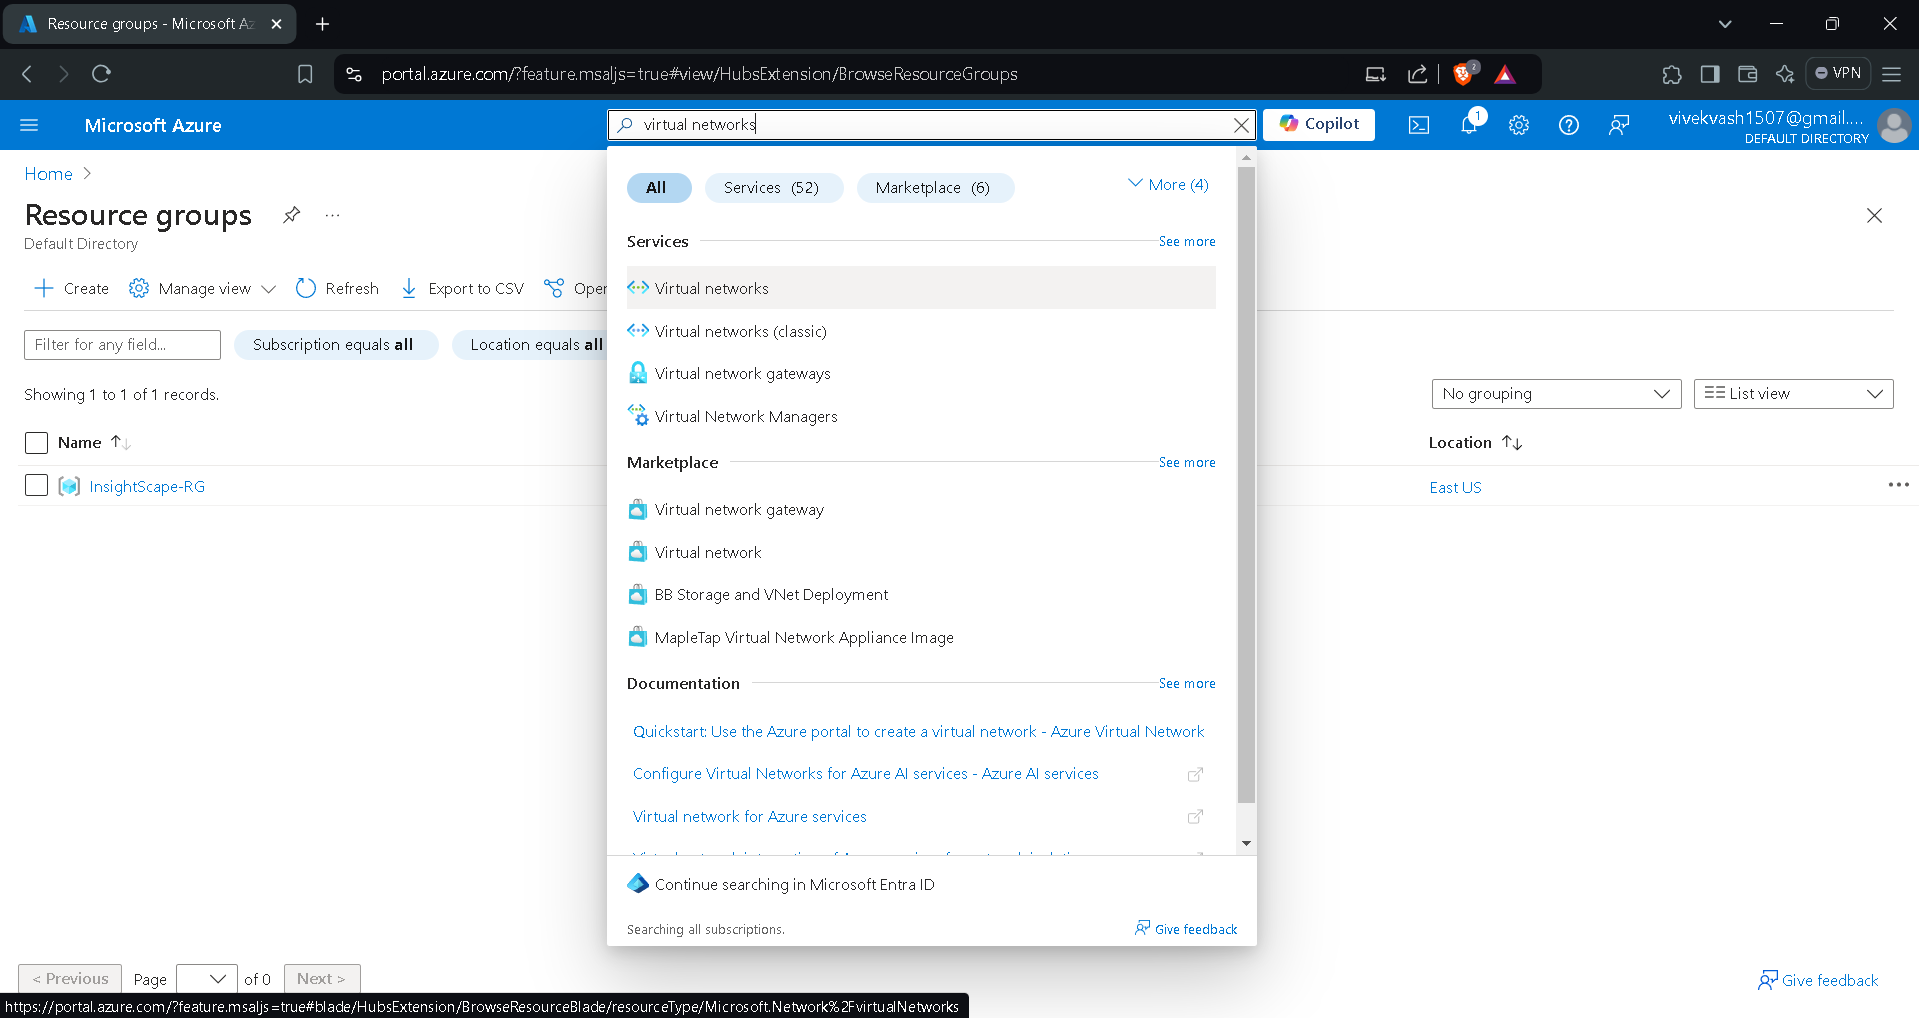 Resource groups - Microsoft Az
portal.azure.com/?feature.msaljs=true#view/HubsExtension/BrowseResourceGroups
2
VPN
Microsoft Azure
virtual networks
Copilot
1
vivekvash1507@gmail....
DEFAULT DIRECTORY
Home
Resource groups
Default Directory
Create
Manage view
Refresh
Export to CSV
Filter for any field...
Subscription equals all
Location equals all
Showing 1 to 1 of 1 records.
No grouping
List view
Name
Location
InsightScape-RG
East US
All
Services (52)
Marketplace (6)
More (4)
Services
See more
Virtual networks
Virtual networks (classic)
Virtual network gateways
Virtual Network Managers
Marketplace
See more
Virtual network gateway
Virtual network
BB Storage and VNet Deployment
MapleTap Virtual Network Appliance Image
Documentation
See more
Quickstart: Use the Azure portal to create a virtual network - Azure Virtual Network
Configure Virtual Networks for Azure AI services - Azure AI services
Virtual network for Azure services
Continue searching in Microsoft Entra ID
Searching all subscriptions.
Give feedback
< Previous
Page
of 0
Next >
Give feedback
https://portal.azure.com/?feature.msaljs=true#blade/HubsExtension/BrowseResourceBlade/resourceType/Microsoft.Network%2FvirtualNetworks